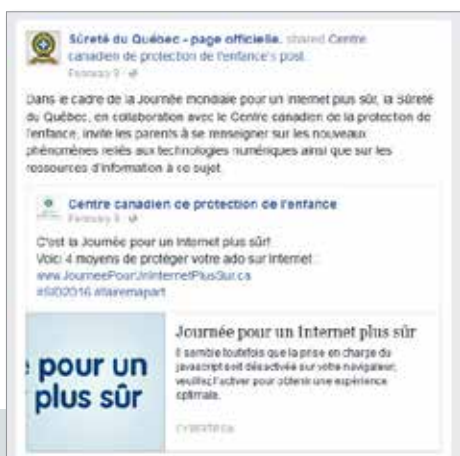 Sûreté du Québec - page officielle. shared Centre
canadien de protection de l'enfance's post.
February 9
Dans le cadre de la Journée mondiale pour un Internet plus sûr, la Sûreté
du Québec, en collaboration avec le Centre canadien de la protection de
l'enfance, invite les parents à se renseigner sur les nouveaux
phénomènes reliés aux technologies numériques ainsi que sur les
ressources d'information à ce sujet
Centre canadien de protection de l'enfance
February 9
C'est la Journée pour un Internet plus sûr!
Voici 4 moyens de protéger votre ado sur Internet
www.JourneePourUnInternetPlusSur.ca
#SID2016 #fairemapart
pour un
plus sûr
Journée pour un Internet plus sûr
Il semble toutefois que la prise en charge du
javascript soit désactivée sur votre navigateur,
veuillez l'activer pour obtenir une expérience
optimale.